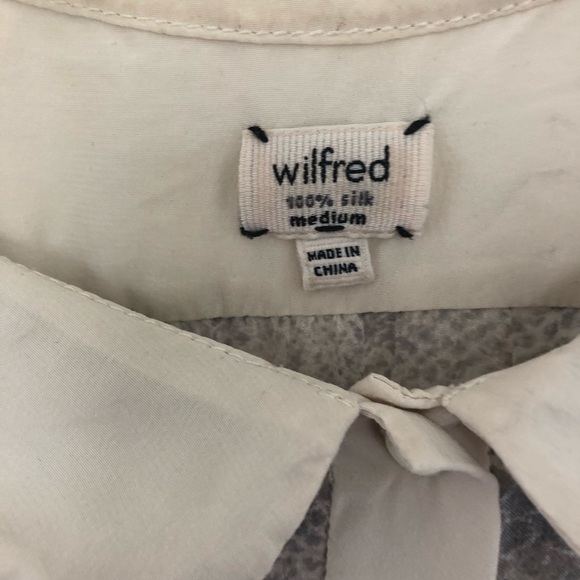 wilfred
100% silk
medium
MADE IN
CHINA